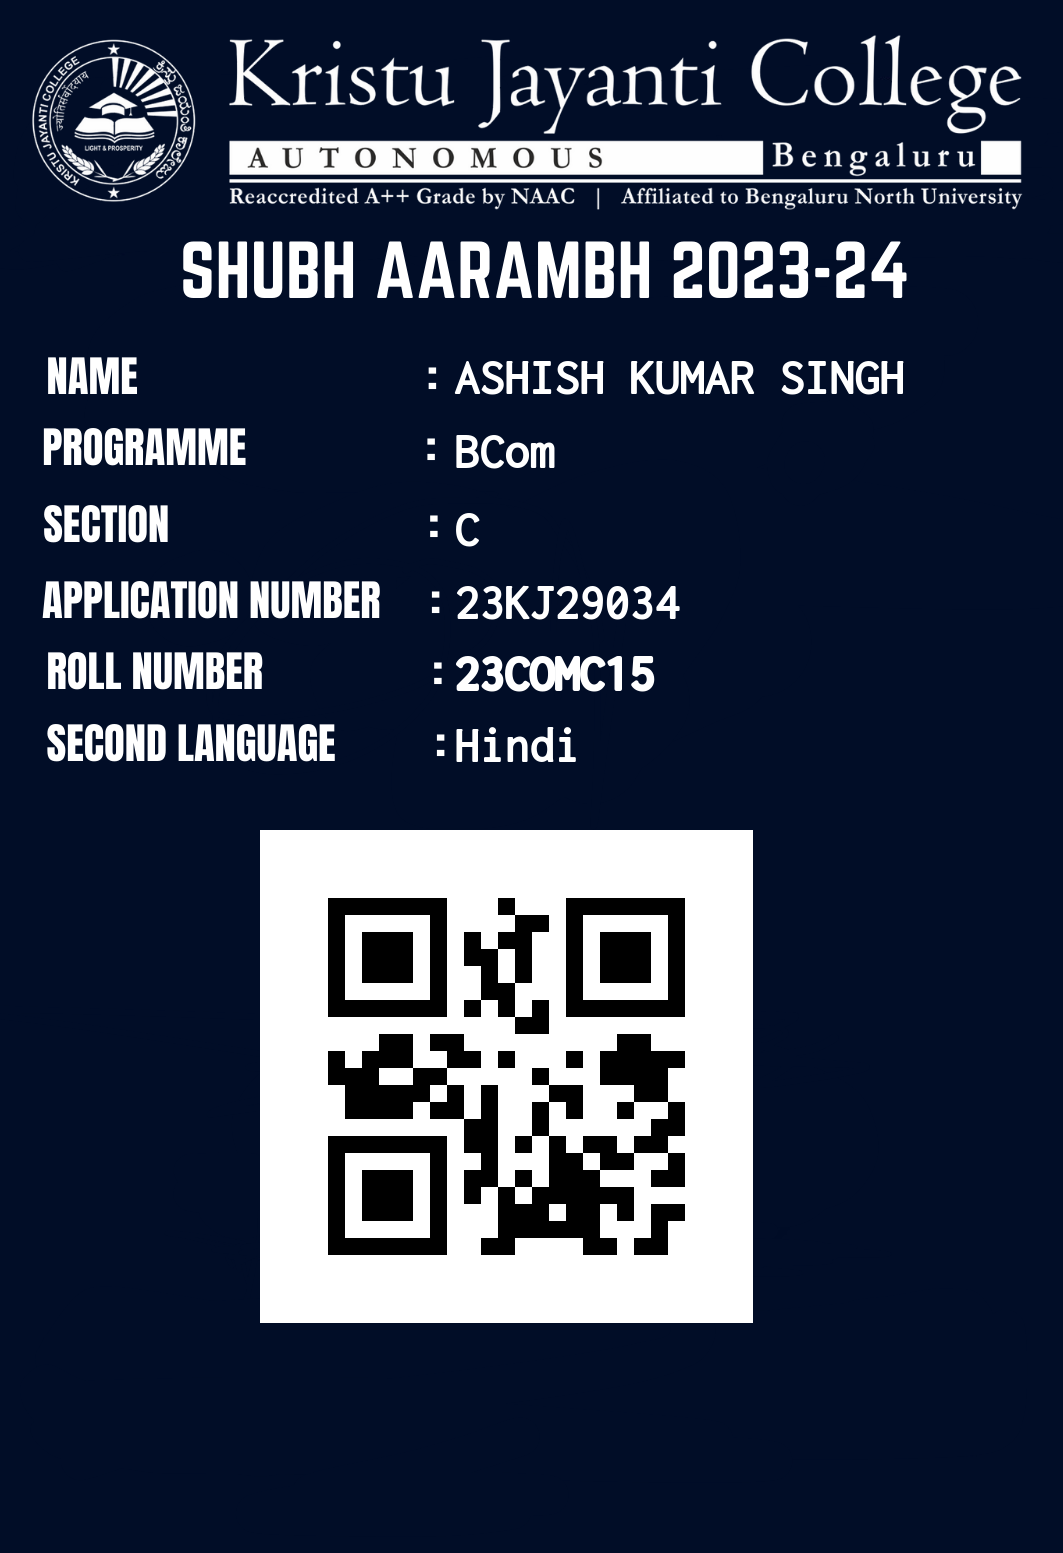 Kristu Jayanti College
AUTONOMOUS Bengaluru
Reaccredited A++ Grade by NAAC | Affiliated to Bengaluru North University
KRISTU JAYANTI COLLEGE
LIGHT & PROSPERITY
SHUBH AARAMBH 2023-24
NAME : ASHISH KUMAR SINGH
PROGRAMME : BCom
SECTION : C
APPLICATION NUMBER : 23KJ29034
ROLL NUMBER : 23COMC15
SECOND LANGUAGE : Hindi